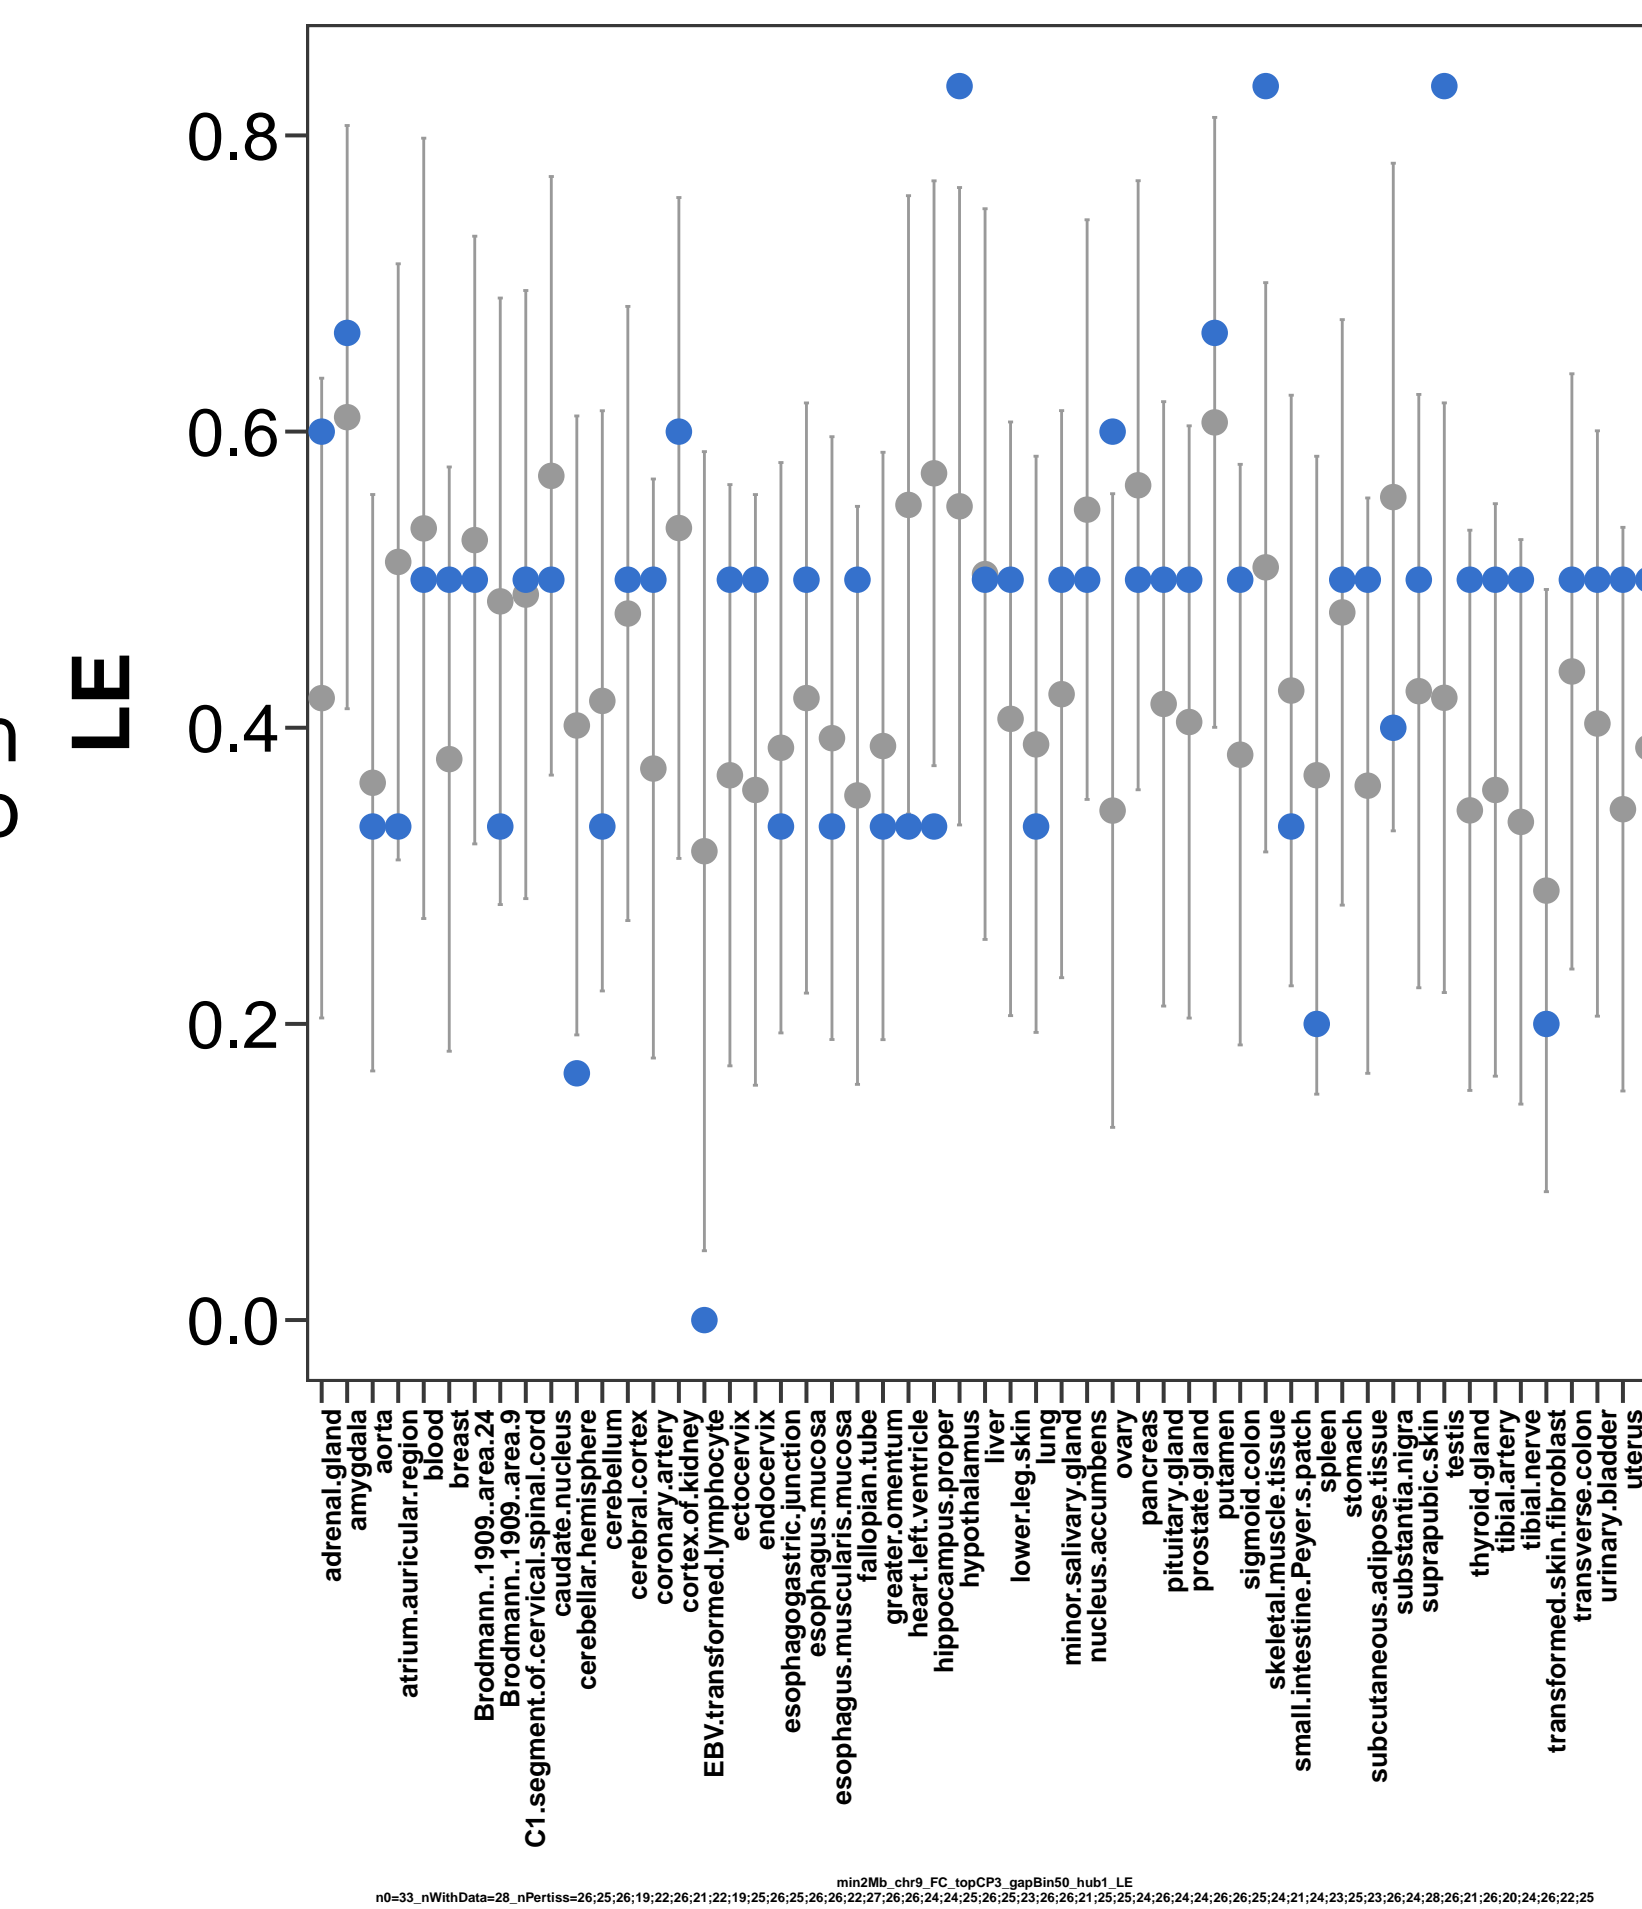 LE
0.8
0.6
0.4
0.2
0.0
adrenal.gland
amygdala
aorta
atrium.auricular.region
blood
breast
Brodmann..1909..area.24
Brodmann..1909..area.9
C1.segment.of.cervical.spinal.cord
caudate.nucleus
cerebellar.hemisphere
cerebellum
cerebral.cortex
coronary.artery
cortex.of.kidney
EBV.transformed.lymphocyte
ectocervix
endocervix
esophagogastric.junction
esophagus.mucosa
esophagus.muscularis.mucosa
fallopian.tube
greater.omentum
heart.left.ventricle
hippocampus.proper
hypothalamus
liver
lower.leg.skin
lung
minor.salivary.gland
nucleus.accumbens
ovary
pancreas
pituitary.gland
prostate.gland
putamen
sigmoid.colon
skeletal.muscle.tissue
small.intestine.Peyer.s.patch
spleen
stomach
subcutaneous.adipose.tissue
substantia.nigra
suprapubic.skin
testis
thyroid.gland
tibial.artery
tibial.nerve
transformed.skin.fibroblast
transverse.colon
urinary.bladder
uterus
min2Mb_chr9_FC_topCP3_gapBin50_hub1_LE
n0=33_nWithData=28_nPertiss=26;25;26;19;22;26;21;22;19;25;26;25;26;26;22;27;26;26;24;24;25;26;25;23;26;26;21;25;25;24;26;24;24;26;26;25;24;21;24;23;25;23;26;24;28;26;21;26;20;24;26;22;25